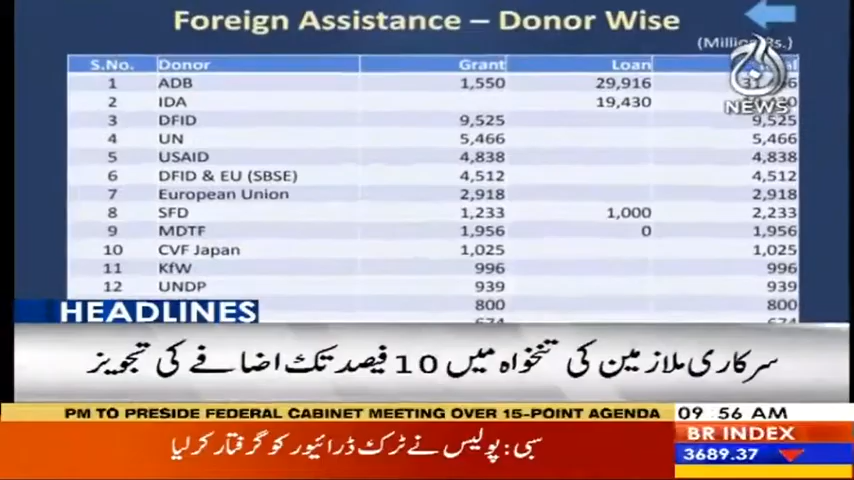 Foreign Assistance – Donor Wise
(Million Rs.)
S.No. Donor Grant Loan
1 ADB 1,550 29,916
2 IDA 19,430
3 DFID 9,525 9,525
4 UN 5,466 5,466
5 USAID 4,838 4,838
6 DFID & EU (SBSE) 4,512 4,512
7 European Union 2,918 2,918
8 SFD 1,233 1,000 2,233
9 MDTF 1,956 0 1,956
10 CVF Japan 1,025 1,025
11 KfW 996 996
12 UNDP 939 939
800 800
NEWS
HEADLINES
سرکاری ملازمین کی تنخواہ میں 10 فیصد تک اضافے کی تجویز
PM TO PRESIDE FEDERAL CABINET MEETING OVER 15-POINT AGENDA
09:56 AM
سبی: پولیس نے ٹرک ڈرائیور کو گرفتار کر لیا
BR INDEX
3689.37